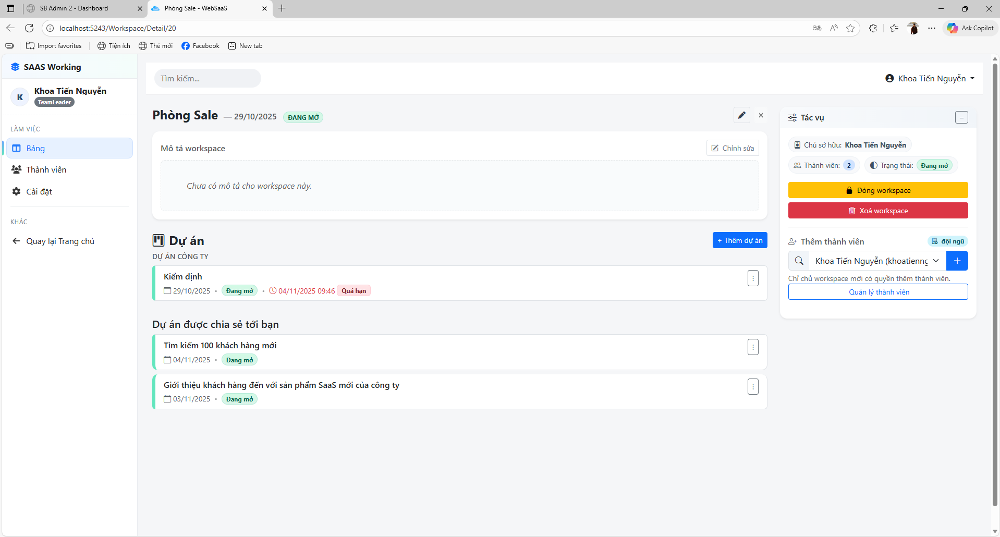 SB Admin 2 - Dashboard
Phòng Sale - WebSaaS
localhost:5243/Workspace/Detail/20
Ask Copilot
Import favorites
Tiện ích
Thẻ mới
Facebook
New tab
SAAS Working
K
Khoa Tiến Nguyễn
TeamLeader
LÀM VIỆC
Bảng
Thành viên
Cài đặt
KHÁC
Quay lại Trang chủ
Tìm kiếm...
Khoa Tiến Nguyễn
Phòng Sale — 29/10/2025 ĐANG MỞ
Mô tả workspace
Chỉnh sửa
Chưa có mô tả cho workspace này.
Dự án
+ Thêm dự án
DỰ ÁN CÔNG TY
Kiểm định
29/10/2025 • Đang mở • 04/11/2025 09:46 Quá hạn
Dự án được chia sẻ tới bạn
Tìm kiếm 100 khách hàng mới
04/11/2025 • Đang mở
Giới thiệu khách hàng đến với sản phẩm SaaS mới của công ty
03/11/2025 • Đang mở
Tác vụ
Chủ sở hữu: Khoa Tiến Nguyễn
Thành viên: 2
Trạng thái: Đang mở
Đóng workspace
Xoá workspace
Thêm thành viên
đội ngũ
Khoa Tiến Nguyễn (khoatienng
Chỉ chủ workspace mới có quyền thêm thành viên.
Quản lý thành viên